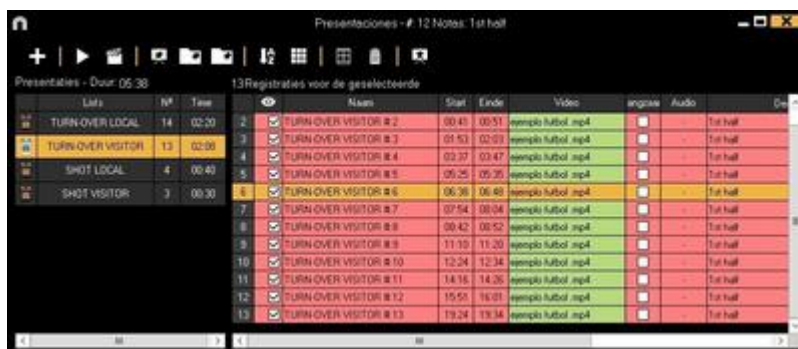 Presentaciones - #: 12 Notas: 1st half
Presentaties - Duur: 05:38
13Registraties voor de geselecteerde
Lists Nº Time
TURN-OVER LOCAL 14 02:20
TURN-OVER VISITOR 13 02:08
SHOT LOCAL 4 00:40
SHOT VISITOR 3 00:30
Naam Start Einde Video angzaa Audio De
2 TURN-OVER VISITOR # 2 00:41 00:51 ejemplo futbol .mp4 1st half
3 TURN-OVER VISITOR # 3 01:53 02:03 ejemplo futbol .mp4 - 1st half
4 TURN-OVER VISITOR # 4 03:37 03:47 ejemplo futbol .mp4 - 1st half
5 TURN-OVER VISITOR # 5 05:25 05:35 ejemplo futbol .mp4 - 1st half
6 TURN-OVER VISITOR # 6 06:38 06:48 ejemplo futbol .mp4 - 1st half
7 TURN-OVER VISITOR # 7 07:54 08:04 ejemplo futbol .mp4 - 1st half
8 TURN-OVER VISITOR # 8 08:42 08:52 ejemplo futbol .mp4 - 1st half
9 TURN-OVER VISITOR # 9 11:10 11:20 ejemplo futbol .mp4 - 1st half
10 TURN-OVER VISITOR # 10 12:24 12:34 ejemplo futbol .mp4 - 1st half
11 TURN-OVER VISITOR # 11 14:16 14:26 ejemplo futbol .mp4 - 1st half
12 TURN-OVER VISITOR # 12 15:51 16:01 ejemplo futbol .mp4 - 1st half
13 TURN-OVER VISITOR # 13 19:24 19:34 ejemplo futbol .mp4 - 1st half